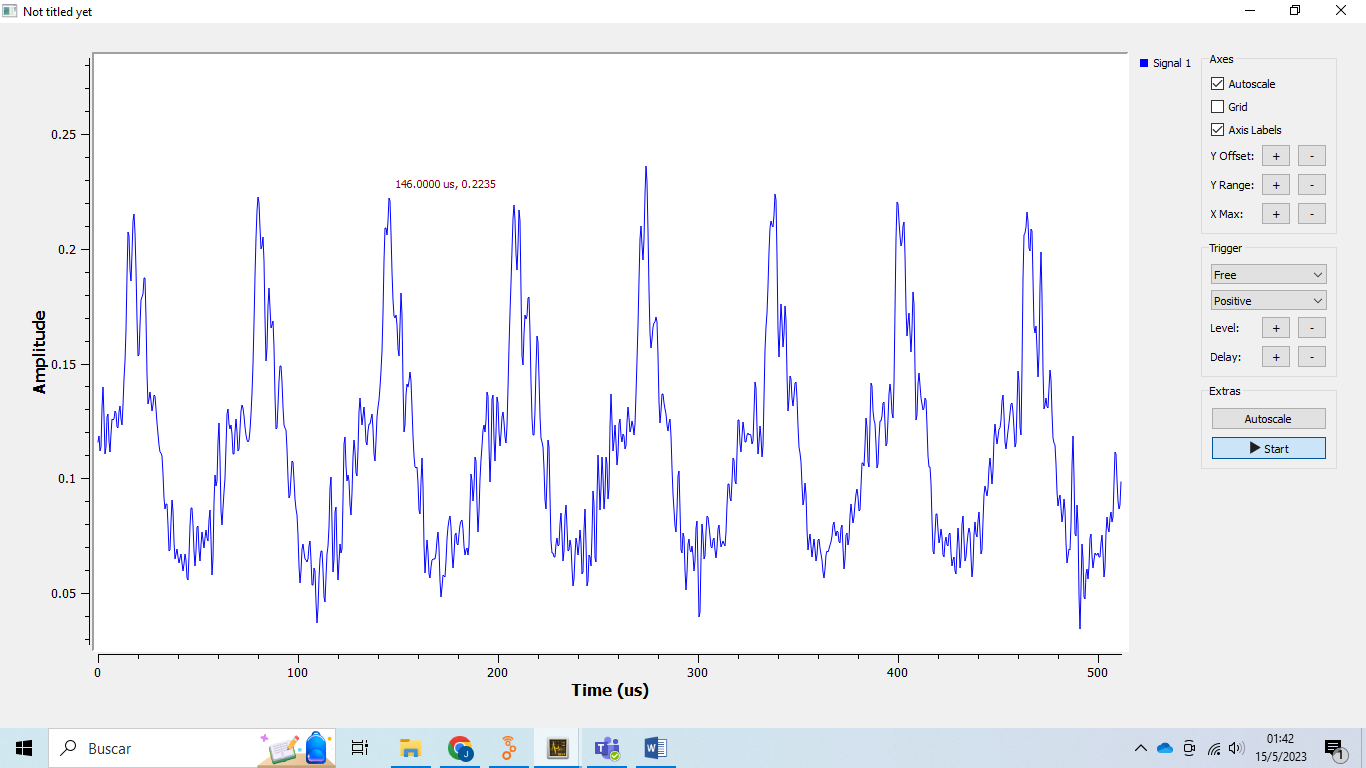 Not titled yet
Signal 1
146.0000 us, 0.2235
Amplitude
0.25
0.2
0.15
0.1
0.05
0
100
200
300
400
500
Time (us)
Axes
Autoscale
Grid
Axis Labels
Y Offset: + -
Y Range: + -
X Max: + -
Trigger
Free
Positive
Level: + -
Delay: + -
Extras
Autoscale
Start
Buscar
01:42
15/5/2023
1